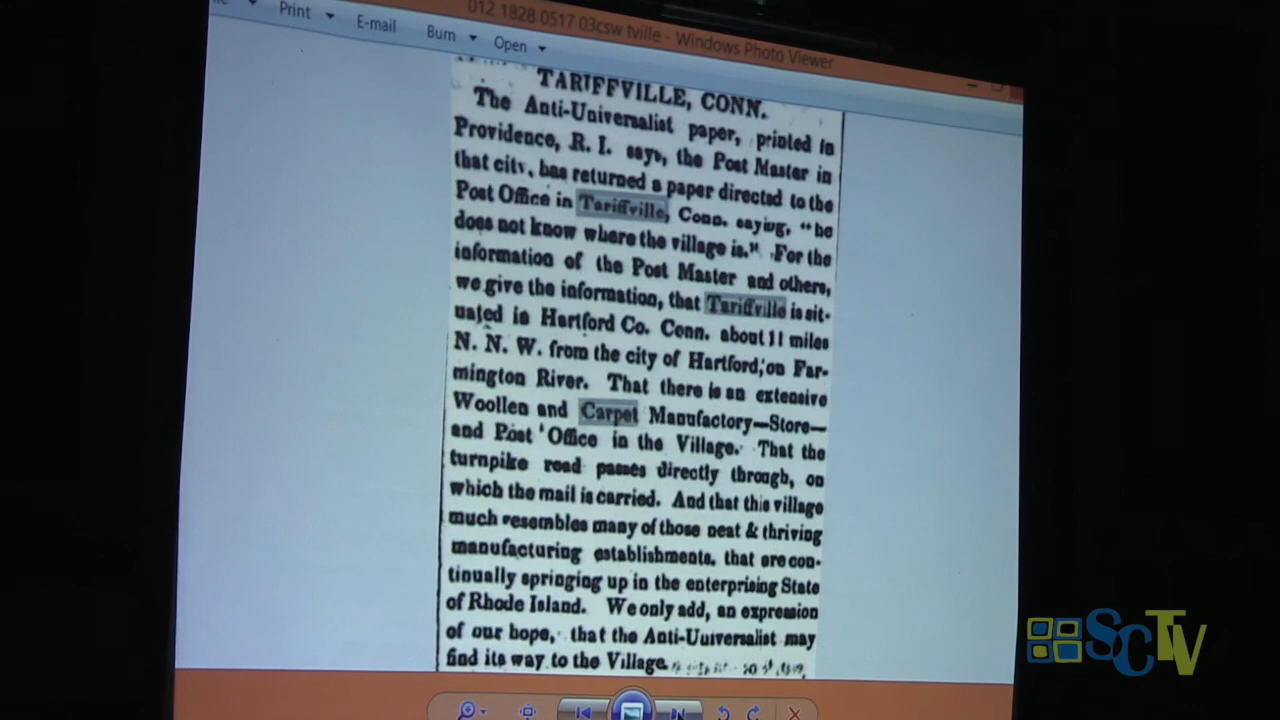 012 1828 0517 03csw tville - Windows Photo Viewer
Print E-mail Burn Open
TARIFFVILLE, CONN.
The Anti-Universalist paper, printed in
Providence, R. I. says, the Post Master in
that city, has returned a paper directed to the
Post Office in Tariffville, Conn. saying, "he
does not know where the village is." For the
information of the Post Master and others,
we give the information, that Tariffville is sit-
uated in Hartford Co. Conn. about 11 miles
N. N. W. from the city of Hartford, on Far-
mington River. That there is an extensive
Woollen and Carpet Manufactory—Store—
and Post Office in the Village. That the
turnpike road passes directly through, on
which the mail is carried. And that this village
much resembles many of those neat & thriving
manufacturing establishments, that are con-
tinually springing up in the enterprising State
of Rhode Island. We only add, an expression
of our hope, that the Anti-Universalist may
find its way to the Village.
SCTV